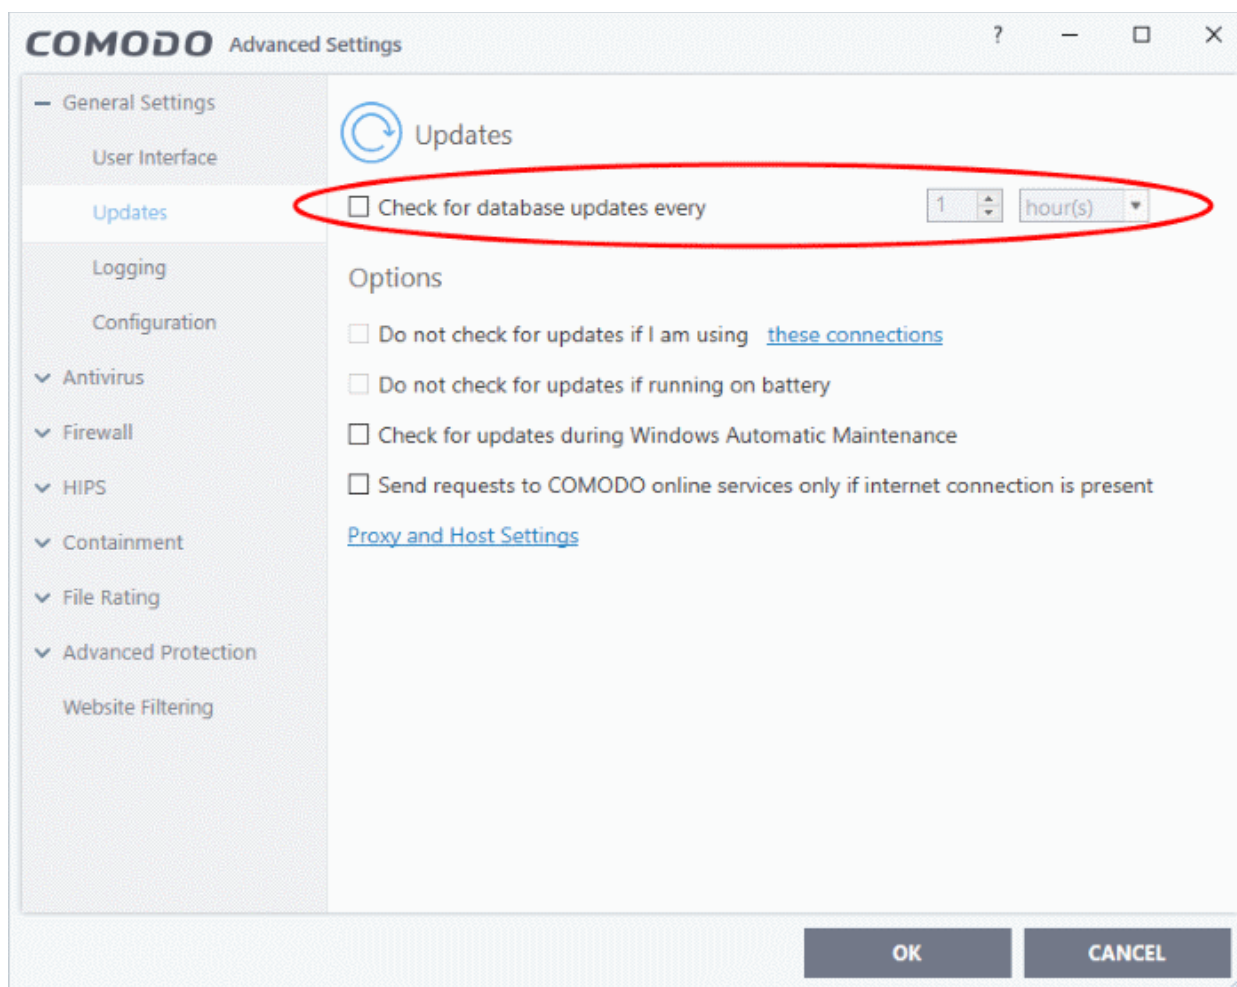 COMODO Advanced Settings ?
General Settings
User Interface
Updates
Logging
Configuration
Antivirus
Firewall
HIPS
Containment
File Rating
Advanced Protection
Website Filtering
Updates
Check for database updates every 1 hour(s)
Options
Do not check for updates if I am using these connections
Do not check for updates if running on battery
Check for updates during Windows Automatic Maintenance
Send requests to COMODO online services only if internet connection is present
Proxy and Host Settings
OK CANCEL